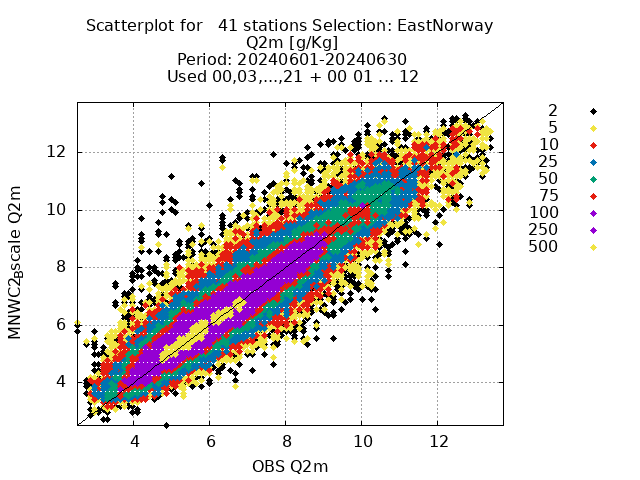 Scatterplot for 41 stations Selection: EastNorway
Q2m [g/Kg]
Period: 20240601-20240630
Used 00,03,...,21 + 00 01 ... 12
2
5
10
25
50
75
100
250
500
12
10
8
6
4
4 6 8 10 12
OBS Q2m